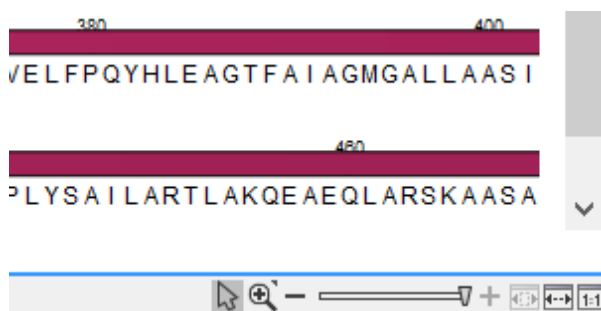 380 400
VELFPQYHLEAGTFAIAGMGALLAASI
460
PLYSAILARTLAKQEAEQLARSKAASA
1:1